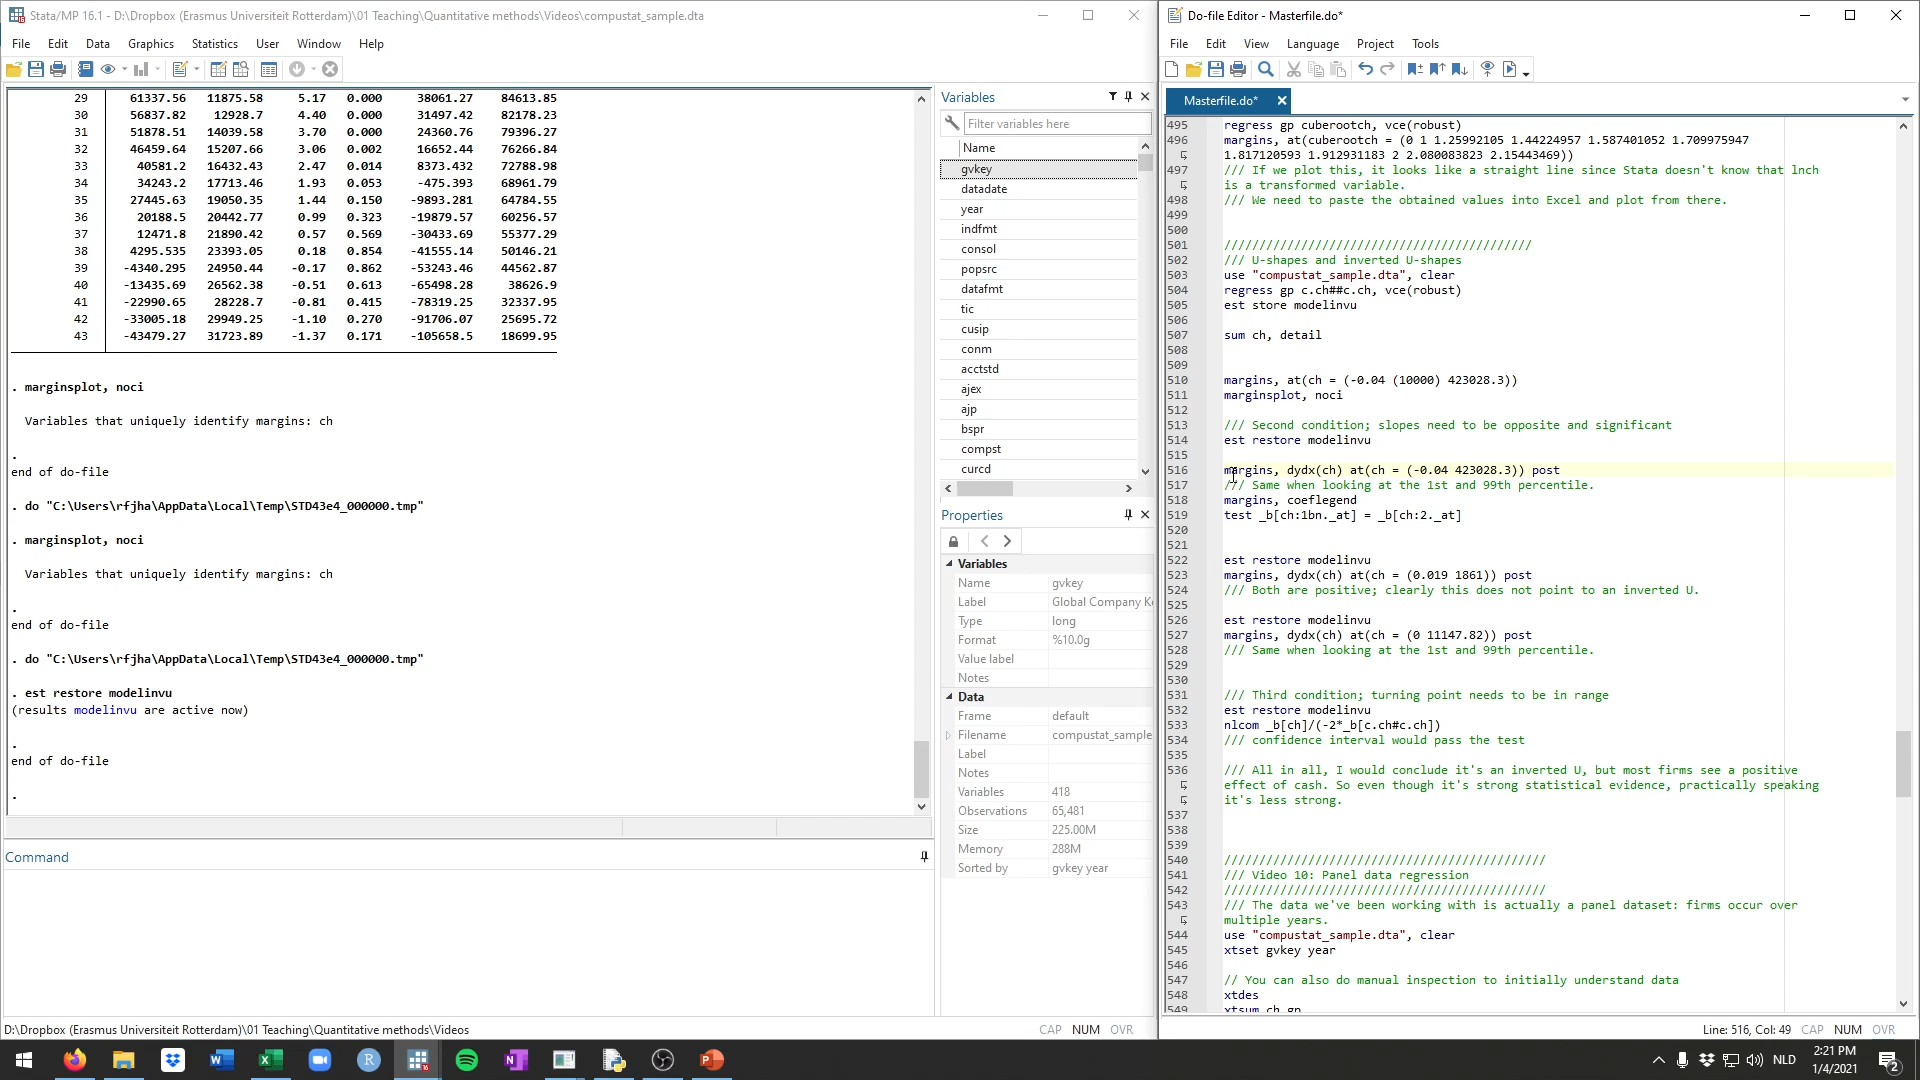 Stata/MP 16.1 - D:\Dropbox (Erasmus Universiteit Rotterdam)\01 Teaching\Quantitative methods\Videos\compustat_sample.dta
File Edit Data Graphics Statistics User Window Help
29 61337.56 11875.58 5.17 0.000 38061.27 84613.85
30 56837.82 12928.7 4.40 0.000 31497.42 82178.23
31 51878.51 14039.58 3.70 0.000 24360.76 79396.27
32 46459.64 15207.66 3.06 0.002 16652.44 76266.84
33 40581.2 16432.43 2.47 0.014 8373.432 72788.98
34 34243.2 17713.46 1.93 0.053 -475.393 68961.79
35 27445.63 19050.35 1.44 0.150 -9893.281 64784.55
36 20188.5 20442.77 0.99 0.323 -19879.57 60256.57
37 12471.8 21890.42 0.57 0.569 -30433.69 55377.29
38 4295.535 23393.05 0.18 0.854 -41555.14 50146.21
39 -4340.295 24950.44 -0.17 0.862 -53243.46 44562.87
40 -13435.69 26562.38 -0.51 0.613 -65498.28 38626.9
41 -22990.65 28228.7 -0.81 0.415 -78319.25 32337.95
42 -33005.18 29949.25 -1.10 0.270 -91706.07 25695.72
43 -43479.27 31723.89 -1.37 0.171 -105658.5 18699.95
. marginsplot, noci
Variables that uniquely identify margins: ch
.
end of do-file
. do "C:\Users\rfjha\AppData\Local\Temp\STD43e4_000000.tmp"
. marginsplot, noci
Variables that uniquely identify margins: ch
.
end of do-file
. do "C:\Users\rfjha\AppData\Local\Temp\STD43e4_000000.tmp"
. est restore modelinvu
(results modelinvu are active now)
.
end of do-file
.
Command
D:\Dropbox (Erasmus Universiteit Rotterdam)\01 Teaching\Quantitative methods\Videos
CAP NUM OVR
Variables
Filter variables here
Name
gvkey
datadate
year
indfmt
consol
popsrc
datafmt
tic
cusip
conm
acctstd
ajex
ajp
bspr
compst
curcd
Properties
Variables
Name gvkey
Label Global Company Ke
Type long
Format %10.0g
Value label
Notes
Data
Frame default
Filename compustat_sample
Label
Notes
Variables 418
Observations 65,481
Size 225.00M
Memory 288M
Sorted by gvkey year
Do-file Editor - Masterfile.do*
File Edit View Language Project Tools
Masterfile.do*
495 regress gp cuberootch, vce(robust)
496 margins, at(cuberootch = (0 1 1.25992105 1.44224957 1.587401052 1.709975947
1.817120593 1.912931183 2 2.080083823 2.15443469))
497 /// If we plot this, it looks like a straight line since Stata doesn't know that lnch
is a transformed variable.
498 /// We need to paste the obtained values into Excel and plot from there.
499
500
501 ////////////////////////////////////////////
502 /// U-shapes and inverted U-shapes
503 use "compustat_sample.dta", clear
504 regress gp c.ch##c.ch, vce(robust)
505 est store modelinvu
506
507 sum ch, detail
508
509
510 margins, at(ch = (-0.04 (10000) 423028.3))
511 marginsplot, noci
512
513 /// Second condition; slopes need to be opposite and significant
514 est restore modelinvu
515
516 margins, dydx(ch) at(ch = (-0.04 423028.3)) post
517 /// Same when looking at the 1st and 99th percentile.
518 margins, coeflegend
519 test _b[ch:1bn._at] = _b[ch:2._at]
520
521
522 est restore modelinvu
523 margins, dydx(ch) at(ch = (0.019 1861)) post
524 /// Both are positive; clearly this does not point to an inverted U.
525
526 est restore modelinvu
527 margins, dydx(ch) at(ch = (0 11147.82)) post
528 /// Same when looking at the 1st and 99th percentile.
529
530
531 /// Third condition; turning point needs to be in range
532 est restore modelinvu
533 nlcom _b[ch]/(-2*_b[c.ch#c.ch])
534 /// confidence interval would pass the test
535
536 /// All in all, I would conclude it's an inverted U, but most firms see a positive
effect of cash. So even though it's strong statistical evidence, practically speaking
it's less strong.
537
538
539
540 //////////////////////////////////////////////
541 /// Video 10: Panel data regression
542 //////////////////////////////////////////////
543 /// The data we've been working with is actually a panel dataset: firms occur over
multiple years.
544 use "compustat_sample.dta", clear
545 xtset gvkey year
546
547 // You can also do manual inspection to initially understand data
548 xtdes
549 xtsum ch gp
Line: 516, Col: 49 CAP NUM OVR
NLD
2:21 PM
1/4/2021
2